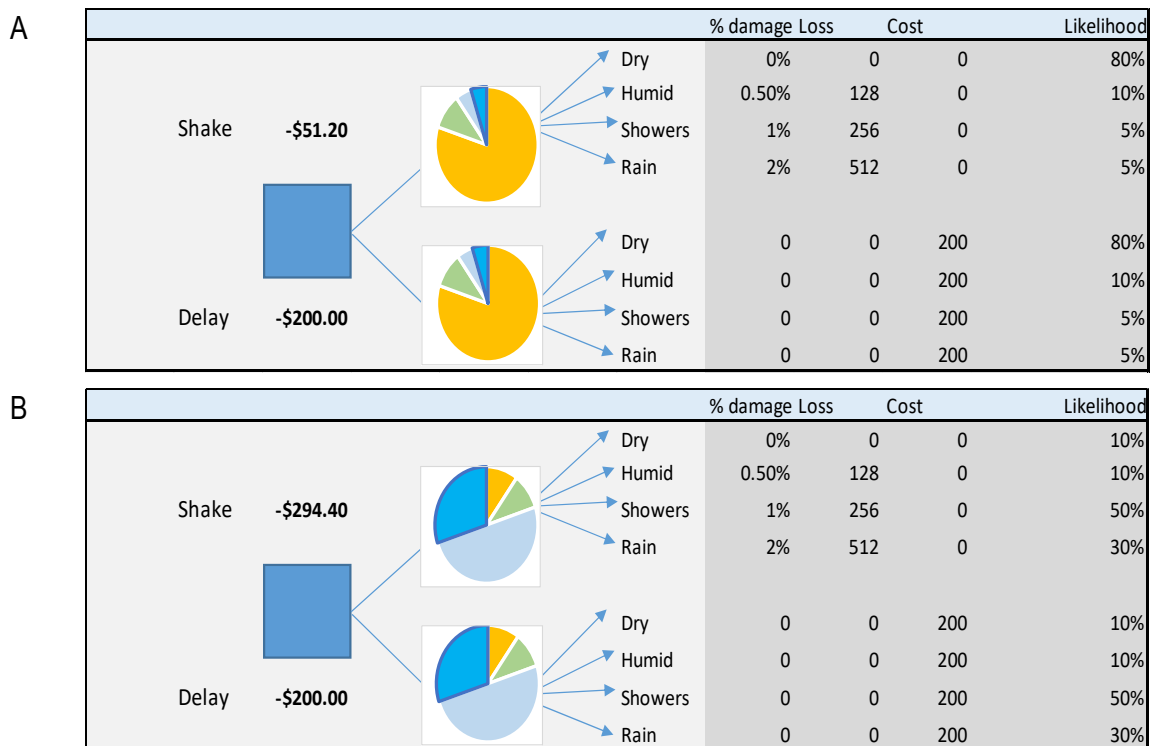 A
% damage Loss Cost Likelihood
Dry 0% 0 0 80%
Humid 0.50% 128 0 10%
Shake -$51.20 Showers 1% 256 0 5%
Rain 2% 512 0 5%
Dry 0 0 200 80%
Humid 0 0 200 10%
Delay -$200.00 Showers 0 0 200 5%
Rain 0 0 200 5%
B
% damage Loss Cost Likelihood
Dry 0% 0 0 10%
Humid 0.50% 128 0 10%
Shake -$294.40 Showers 1% 256 0 50%
Rain 2% 512 0 30%
Dry 0 0 200 10%
Humid 0 0 200 10%
Delay -$200.00 Showers 0 0 200 50%
Rain 0 0 200 30%